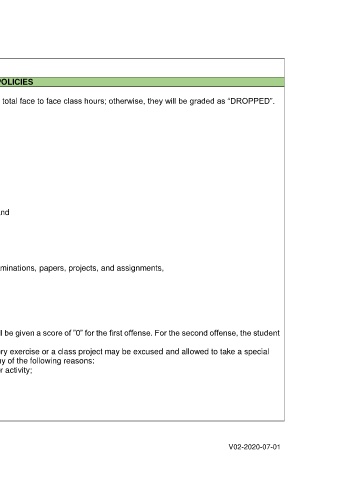 POLICIES
total face to face class hours; otherwise, they will be graded as “DROPPED”.
nd
minations, papers, projects, and assignments,
ll be given a score of "0" for the first offense. For the second offense, the student
ry exercise or a class project may be excused and allowed to take a special
y of the following reasons:
r activity;
V02-2020-07-01